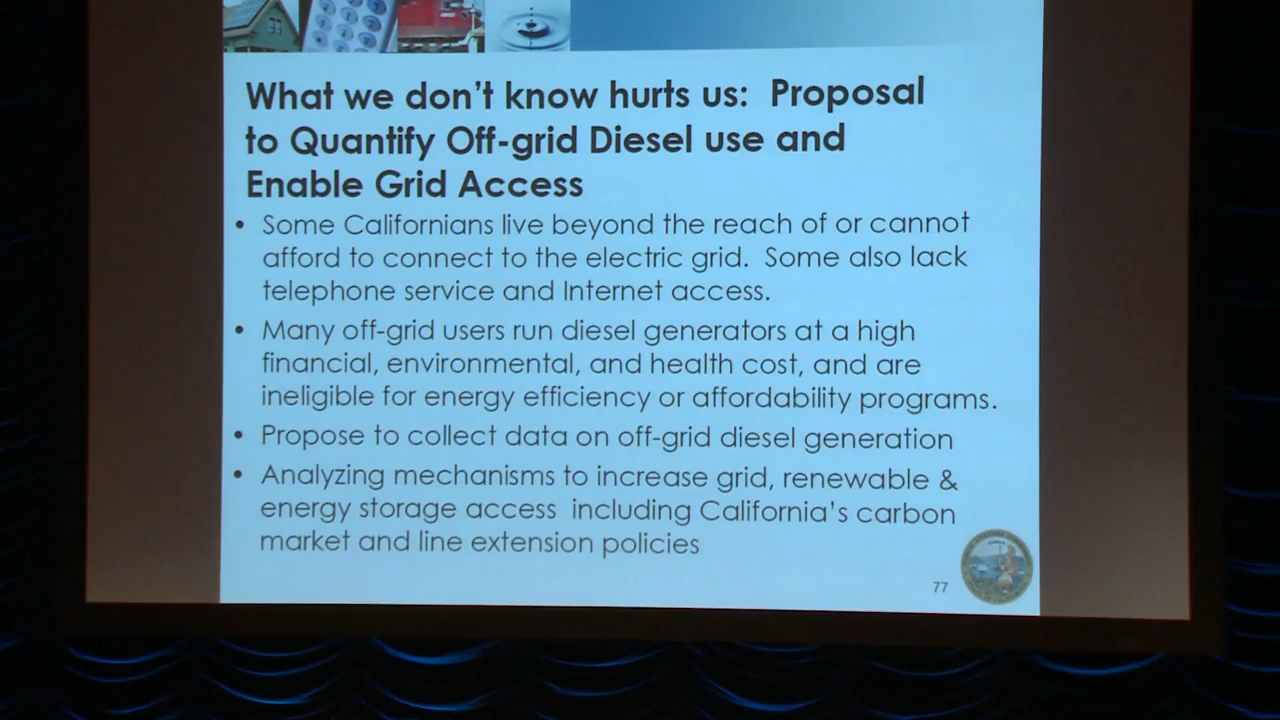 What we don't know hurts us:  Proposal
to Quantify Off-grid Diesel use and
Enable Grid Access
• Some Californians live beyond the reach of or cannot
afford to connect to the electric grid.  Some also lack
telephone service and Internet access.
• Many off-grid users run diesel generators at a high
financial, environmental, and health cost, and are
ineligible for energy efficiency or affordability programs.
• Propose to collect data on off-grid diesel generation
• Analyzing mechanisms to increase grid, renewable &
energy storage access  including California's carbon
market and line extension policies
77